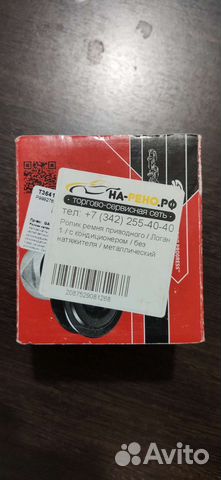 НА-РЕНО.РФ
торгово-сервисная сеть
тел: +7 (342) 255-40-40
Ролик ремня приводного / Логан
1 / с кондиционером / без
натяжителя / металлический
2087629081268
T3641
Avito